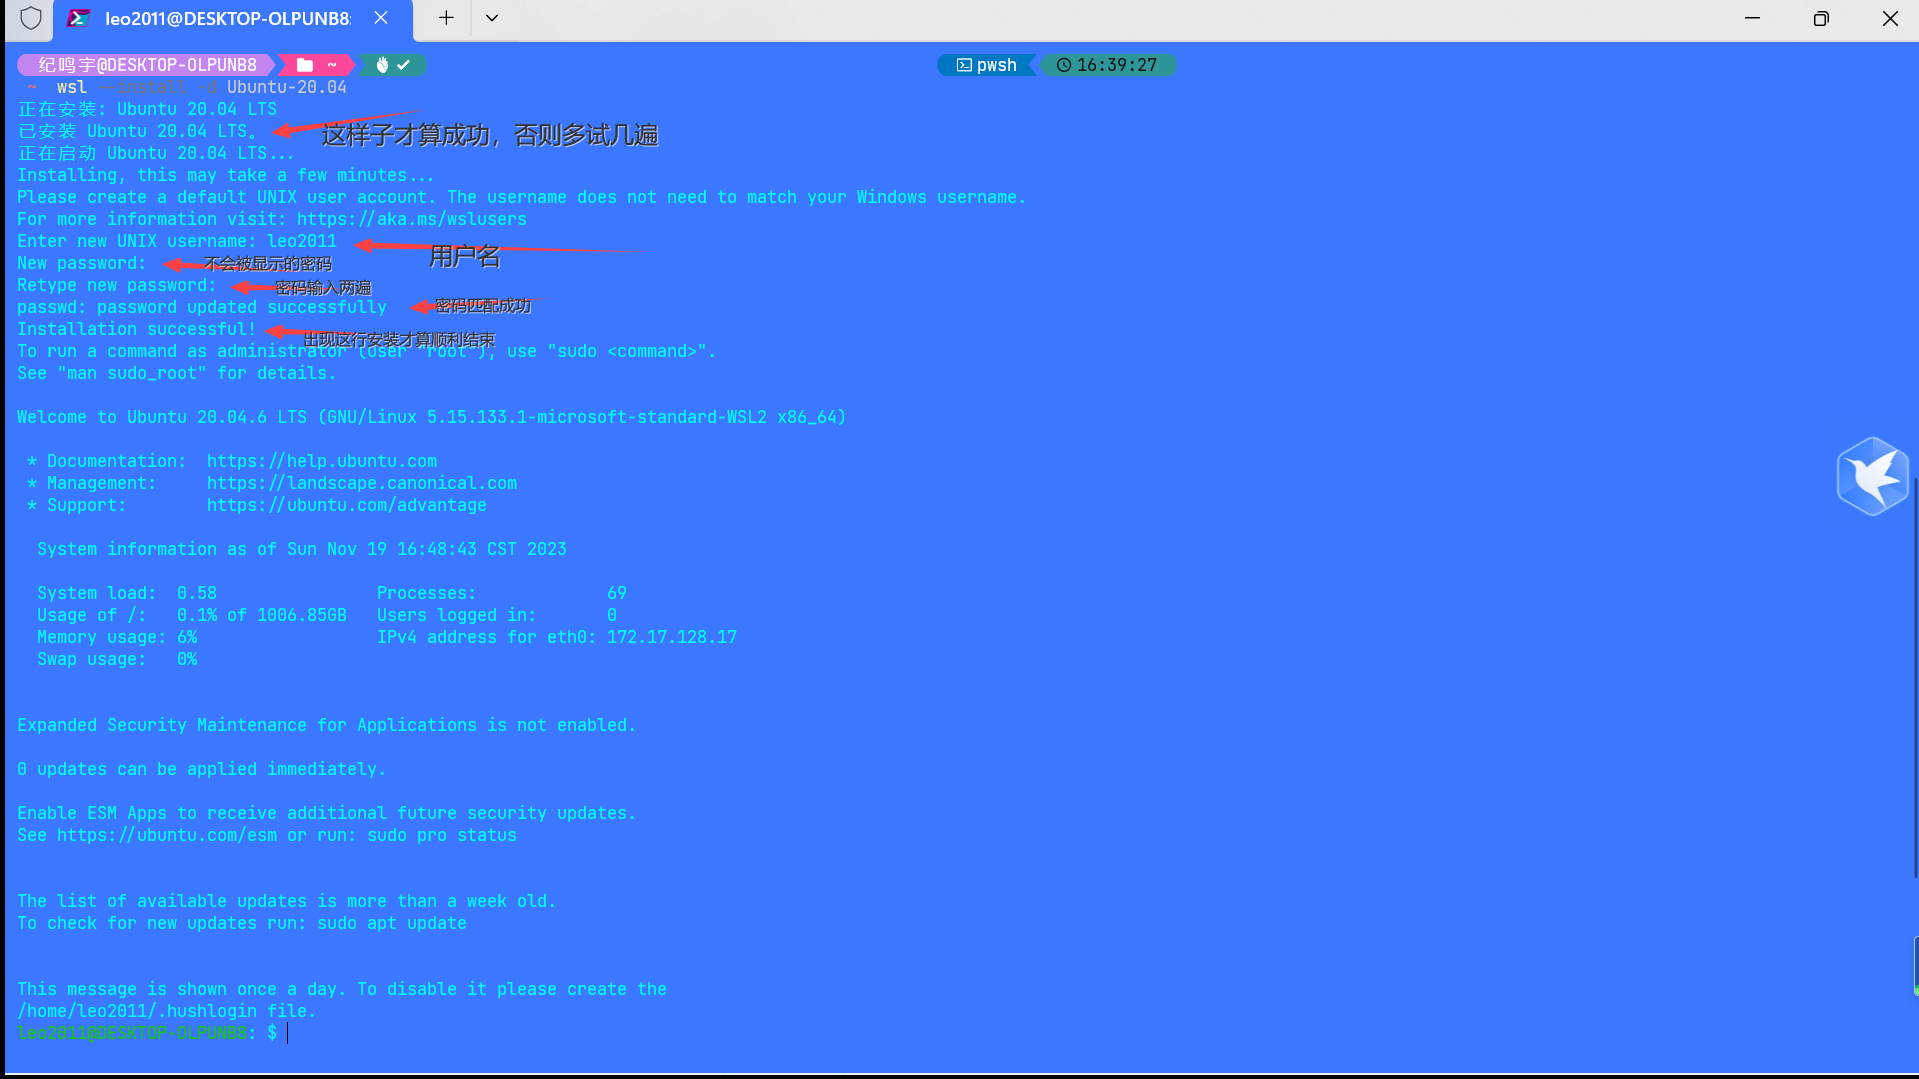 leo2011@DESKTOP-OLPUNB8:
纪鸣宇@DESKTOP-OLPUNB8 ~ pwsh 16:39:27
~ wsl --install -d Ubuntu-20.04
正在安装: Ubuntu 20.04 LTS
已安装 Ubuntu 20.04 LTS。
这样子才算成功，否则多试几遍
正在启动 Ubuntu 20.04 LTS...
Installing, this may take a few minutes...
Please create a default UNIX user account. The username does not need to match your Windows username.
For more information visit: https://aka.ms/wslusers
Enter new UNIX username: leo2011
用户名
New password:
不会被显示的密码
Retype new password:
密码输入两遍
passwd: password updated successfully
密码匹配成功
Installation successful!
出现这行安装才算顺利结束
To run a command as administrator (user "root"), use "sudo <command>".
See "man sudo_root" for details.
Welcome to Ubuntu 20.04.6 LTS (GNU/Linux 5.15.133.1-microsoft-standard-WSL2 x86_64)
* Documentation: https://help.ubuntu.com
* Management: https://landscape.canonical.com
* Support: https://ubuntu.com/advantage
System information as of Sun Nov 19 16:48:43 CST 2023
System load: 0.58 Processes: 69
Usage of /: 0.1% of 1006.85GB Users logged in: 0
Memory usage: 6% IPv4 address for eth0: 172.17.128.17
Swap usage: 0%
Expanded Security Maintenance for Applications is not enabled.
0 updates can be applied immediately.
Enable ESM Apps to receive additional future security updates.
See https://ubuntu.com/esm or run: sudo pro status
The list of available updates is more than a week old.
To check for new updates run: sudo apt update
This message is shown once a day. To disable it please create the
/home/leo2011/.hushlogin file.
leo2011@DESKTOP-OLPUNB8: $